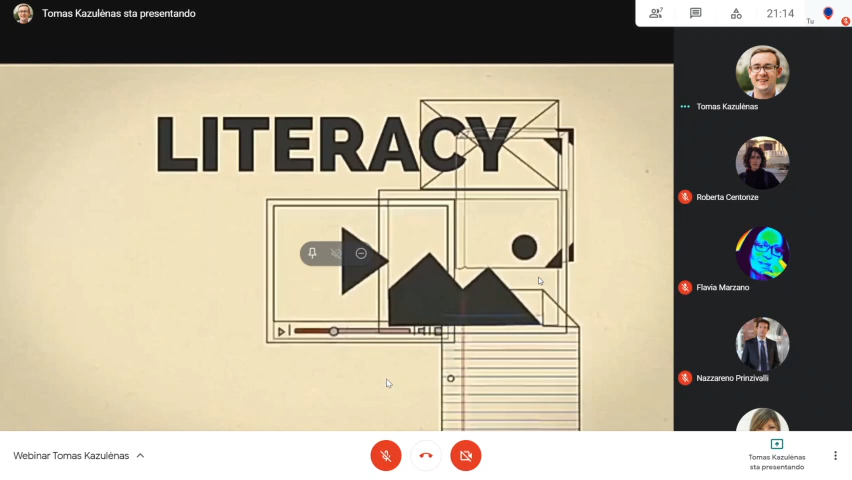 Tomas Kazulėnas sta presentando
7
21:14
Tu
LITERACY
Tomas Kazulėnas
Roberta Centonze
Flavia Marzano
Nazzareno Prinzivalli
Webinar Tomas Kazulėnas
Tomas Kazulėnas
sta presentando